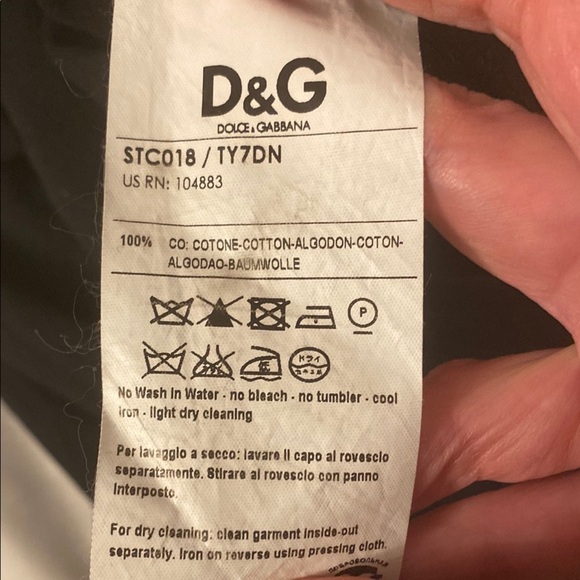 D&G
DOLCE & GABBANA
STC018 / TY7DN
US RN: 104883
100% CO: COTONE-COTTON-ALGODON-COTON-
ALGODAO-BAUMWOLLE
P
ドライ
No Wash in Water - no bleach - no tumbler - cool
iron - light dry cleaning
Per lavaggio a secco: lavare il capo al rovescio
separatamente. Stirare al rovescio con panno
interposto.
For dry cleaning: clean garment inside-out
separately. Iron on reverse using pressing cloth.